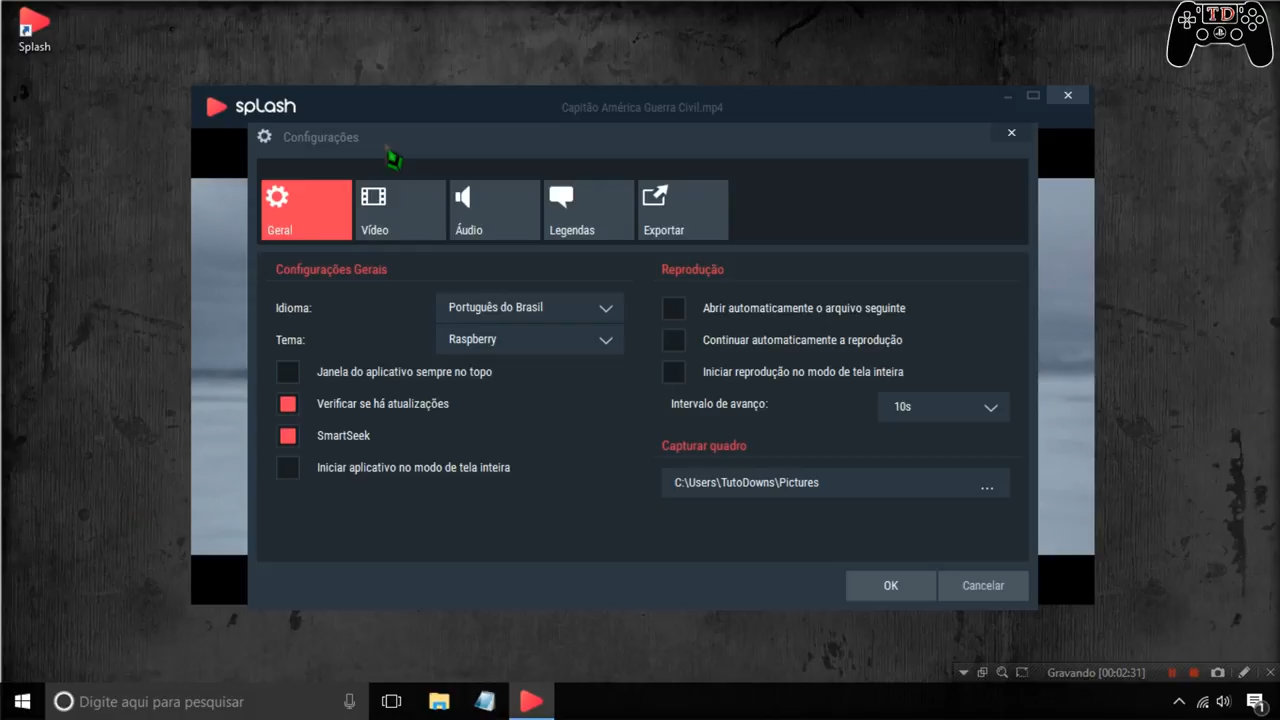 TD
Splash
splash
Capitão América Guerra Civil.mp4
Configurações
Geral
Vídeo
Áudio
Legendas
Exportar
Configurações Gerais
Idioma:
Português do Brasil
Tema:
Raspberry
Janela do aplicativo sempre no topo
Verificar se há atualizações
SmartSeek
Iniciar aplicativo no modo de tela inteira
Reprodução
Abrir automaticamente o arquivo seguinte
Continuar automaticamente a reprodução
Iniciar reprodução no modo de tela inteira
Intervalo de avanço:
10s
Capturar quadro
C:\Users\TutoDowns\Pictures
...
OK
Cancelar
Gravando [00:02:31]
Digite aqui para pesquisar
1